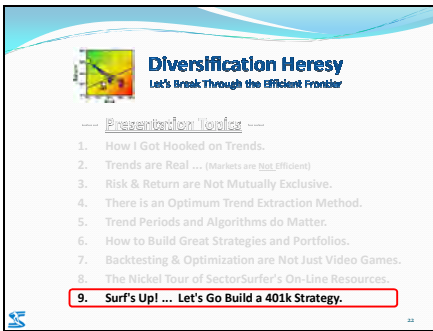 Diversification Heresy
Let's Break Through the Efficient Frontier
--- Presentation Topics ---
1. How I Got Hooked on Trends.
2. Trends are Real ... (Markets are Not Efficient)
3. Risk & Return are Not Mutually Exclusive.
4. There is an Optimum Trend Extraction Method.
5. Trend Periods and Algorithms do Matter.
6. How to Build Great Strategies and Portfolios.
7. Backtesting & Optimization are Not Just Video Games.
8. The Nickel Tour of SectorSurfer's On-Line Resources.
9. Surf's Up! ... Let's Go Build a 401k Strategy.
22